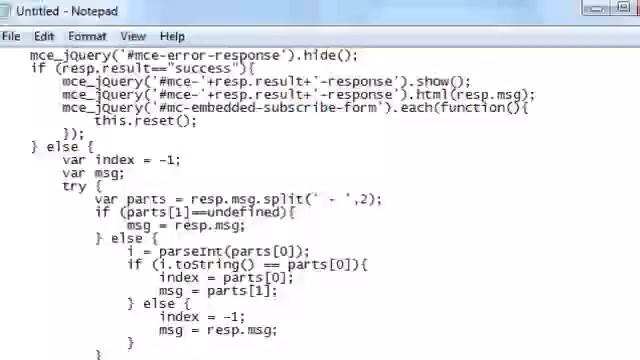 Untitled - Notepad
File Edit Format View Help
mce_jQuery('#mce-error-response').hide();
if (resp.result=="success"){
mce_jQuery('#mce-'+resp.result+'-response').show();
mce_jQuery('#mce-'+resp.result+'-response').html(resp.msg);
mce_jQuery('#mc-embedded-subscribe-form').each(function(){
this.reset();
});
} else {
var index = -1;
var msg;
try {
var parts = resp.msg.split(' - ',2);
if (parts[1]==undefined){
msg = resp.msg;
} else {
i = parseInt(parts[0]);
if (i.toString() == parts[0]){
index = parts[0];
msg = parts[1];
} else {
index = -1;
msg = resp.msg;
}
}